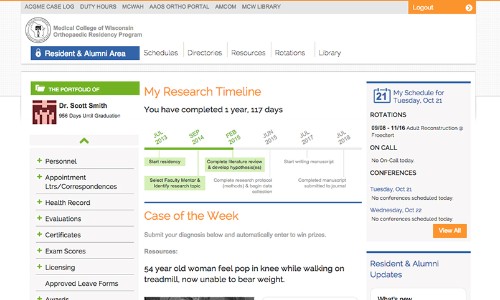 ACGME CASE LOG DUTY HOURS MCWAH AAOS ORTHO PORTAL AMCOM MCW LIBRARY
Logout
Medical College of Wisconsin
Orthopaedic Residency Program
Resident & Alumni Area Schedules Directories Resources Rotations Library
THE PORTFOLIO OF
Dr. Scott Smith
956 Days Until Graduation
Personnel
Appointment
Ltrs/Correspondences
Health Record
Evaluations
Certificates
Exam Scores
Licensing
Approved Leave Forms
Awards
My Research Timeline
You have completed 1 year, 117 days
JUL 2013
SEP 2014
FEB 2015
JUN 2015
JUL 2017
JUL 2018
Start residency
Complete literature review & develop hypothesis(es)
Start writing manuscript
Select Faculty Mentor & Identify research topic
Complete research protocol (methods) & begin data collection
Completed manuscript submitted to journal
Case of the Week
Submit your diagnosis below and automatically enter to win prizes.
Resources:
54 year old woman feel pop in knee while walking on
treadmill, now unable to bear weight.
21
My Schedule for
Tuesday, Oct 21
ROTATIONS
09/08 - 11/16 Adult Reconstruction @
Froedtert
ON CALL
No On-Call today.
CONFERENCES
Tuesday, Oct 21
No conferences scheduled today.
Wednesday, Oct 22
No conferences scheduled today.
View All
Resident & Alumni
Updates
What's new